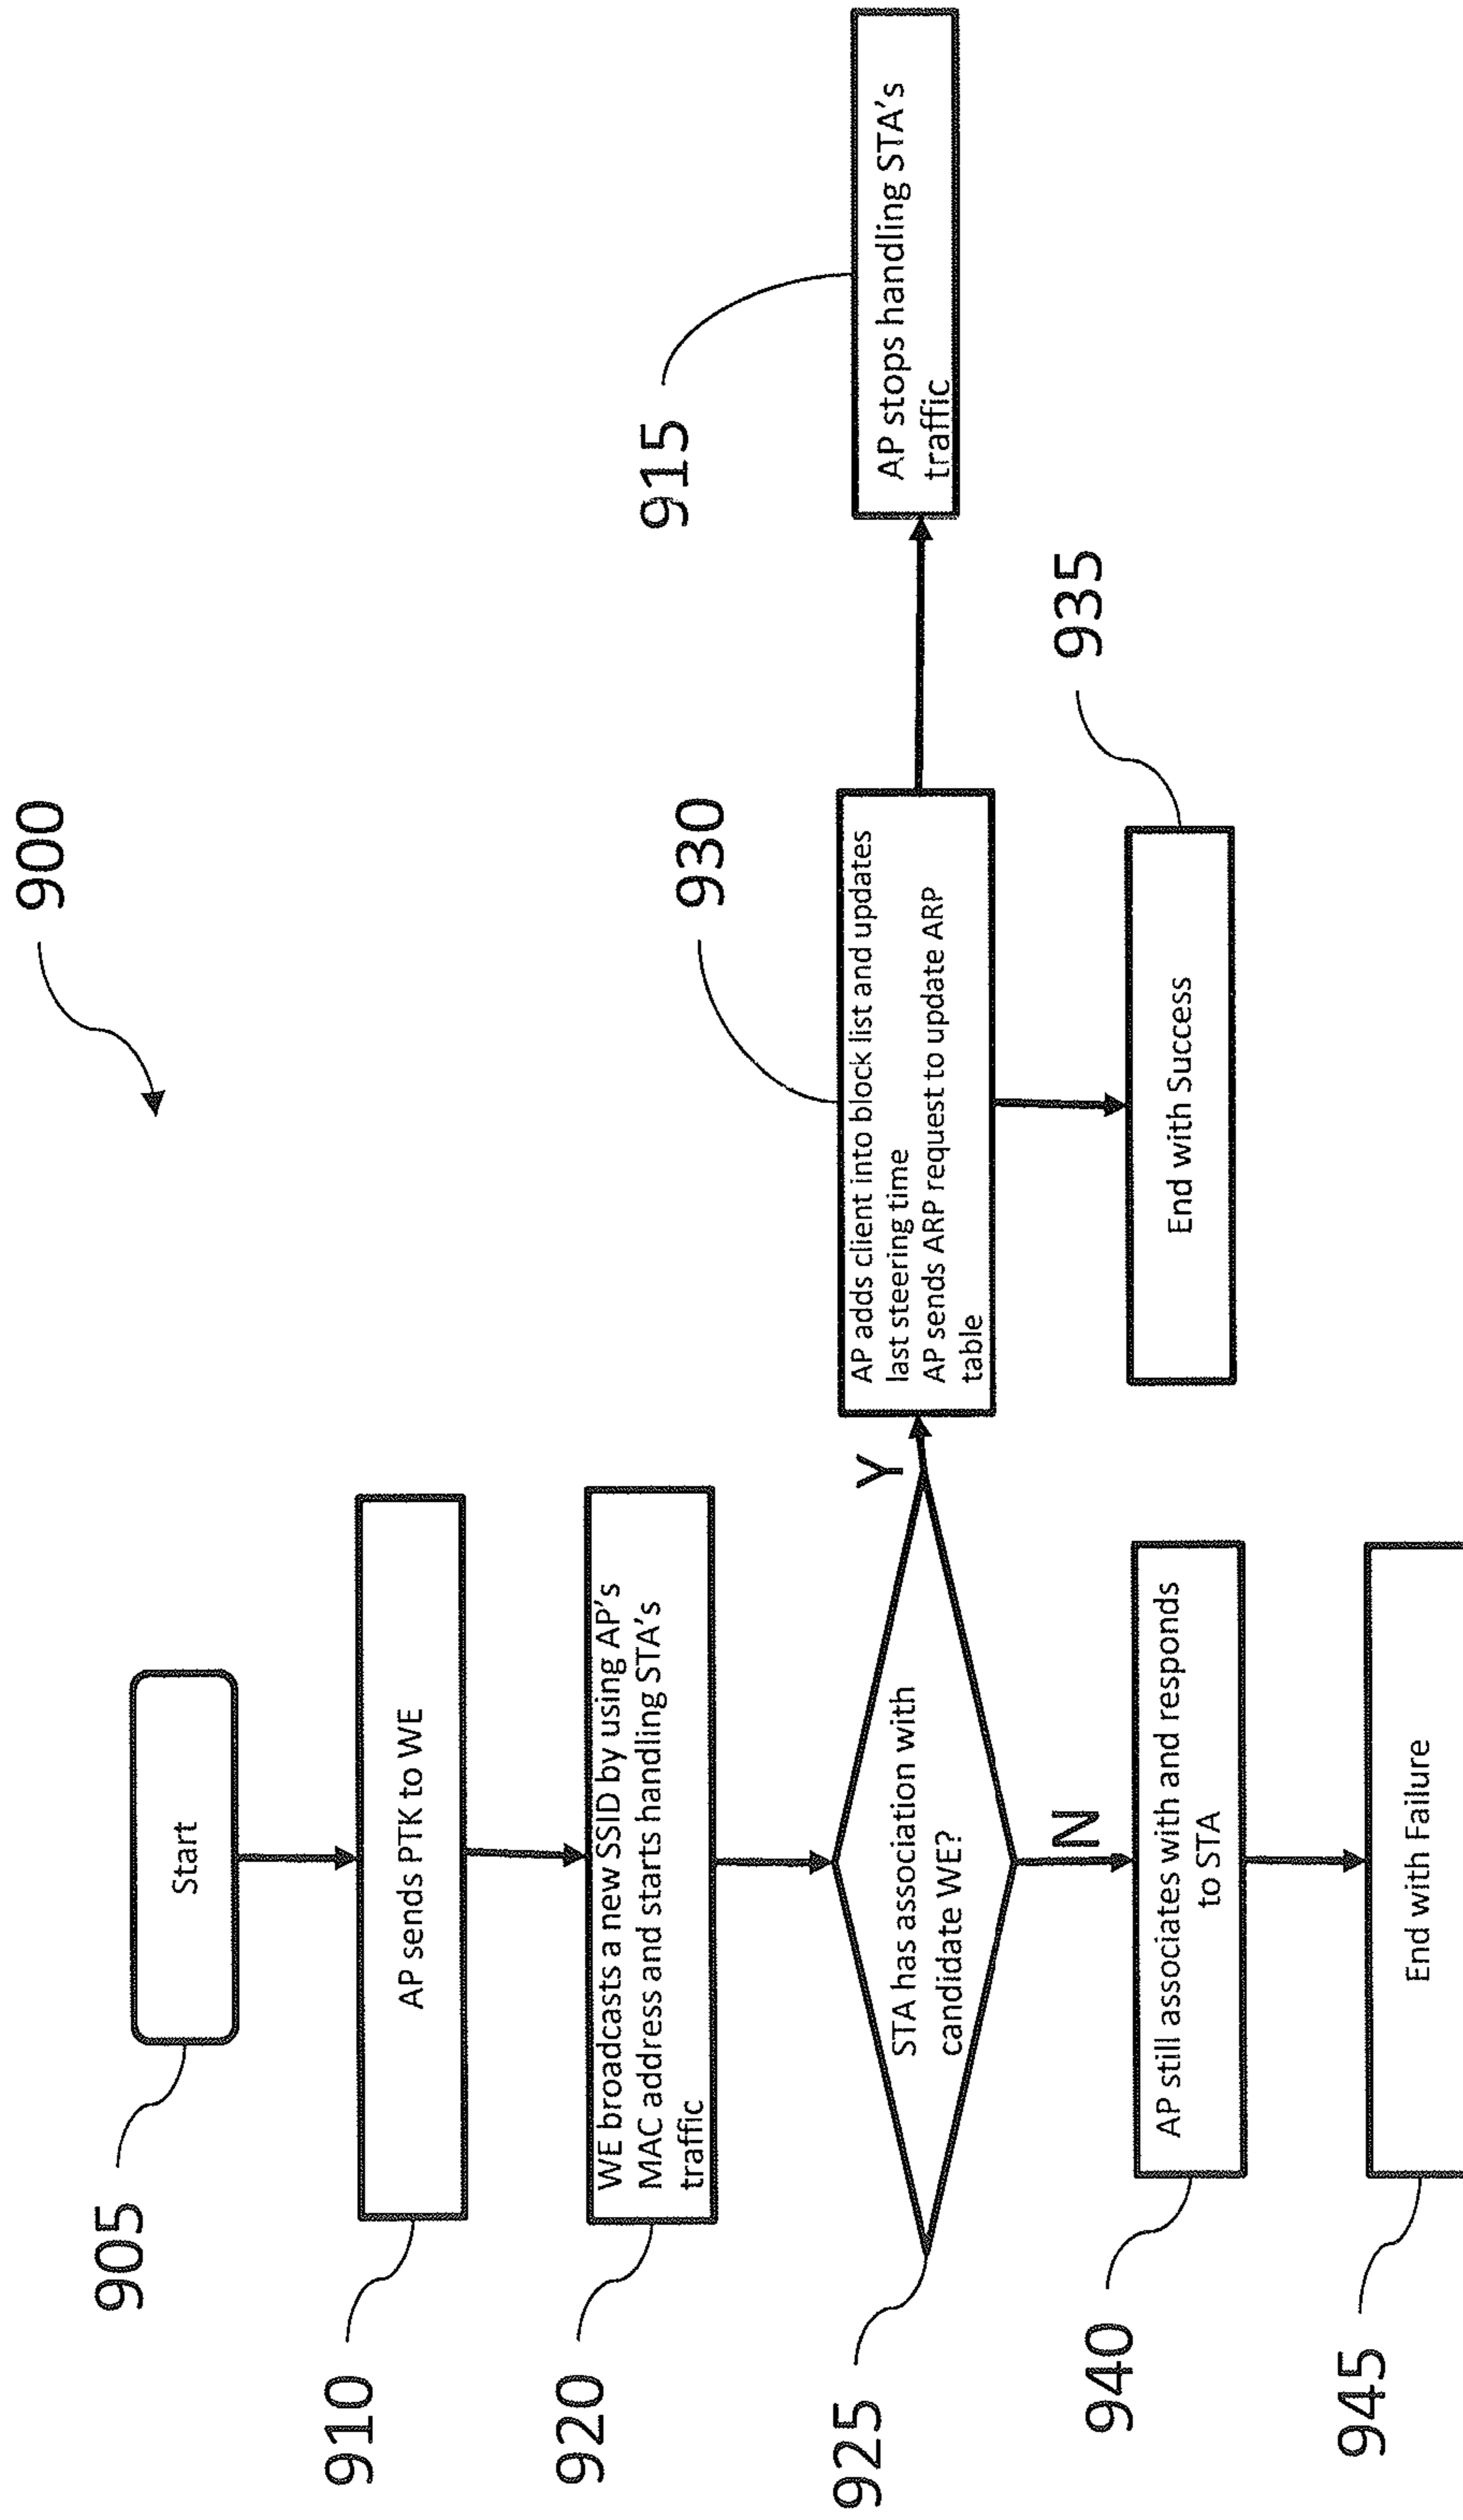 900
905
Start
910
AP sends PTK to WE
920
WE broadcasts a new SSID by using AP's
MAC address and starts handling STA's
traffic
925
STA has association with
candidate WE?
Y
N
930
AP adds client into block list and updates
last steering time
AP sends ARP request to update ARP
table
915
AP stops handling STA's
traffic
935
End with Success
940
AP still associates with and responds
to STA
945
End with Failure